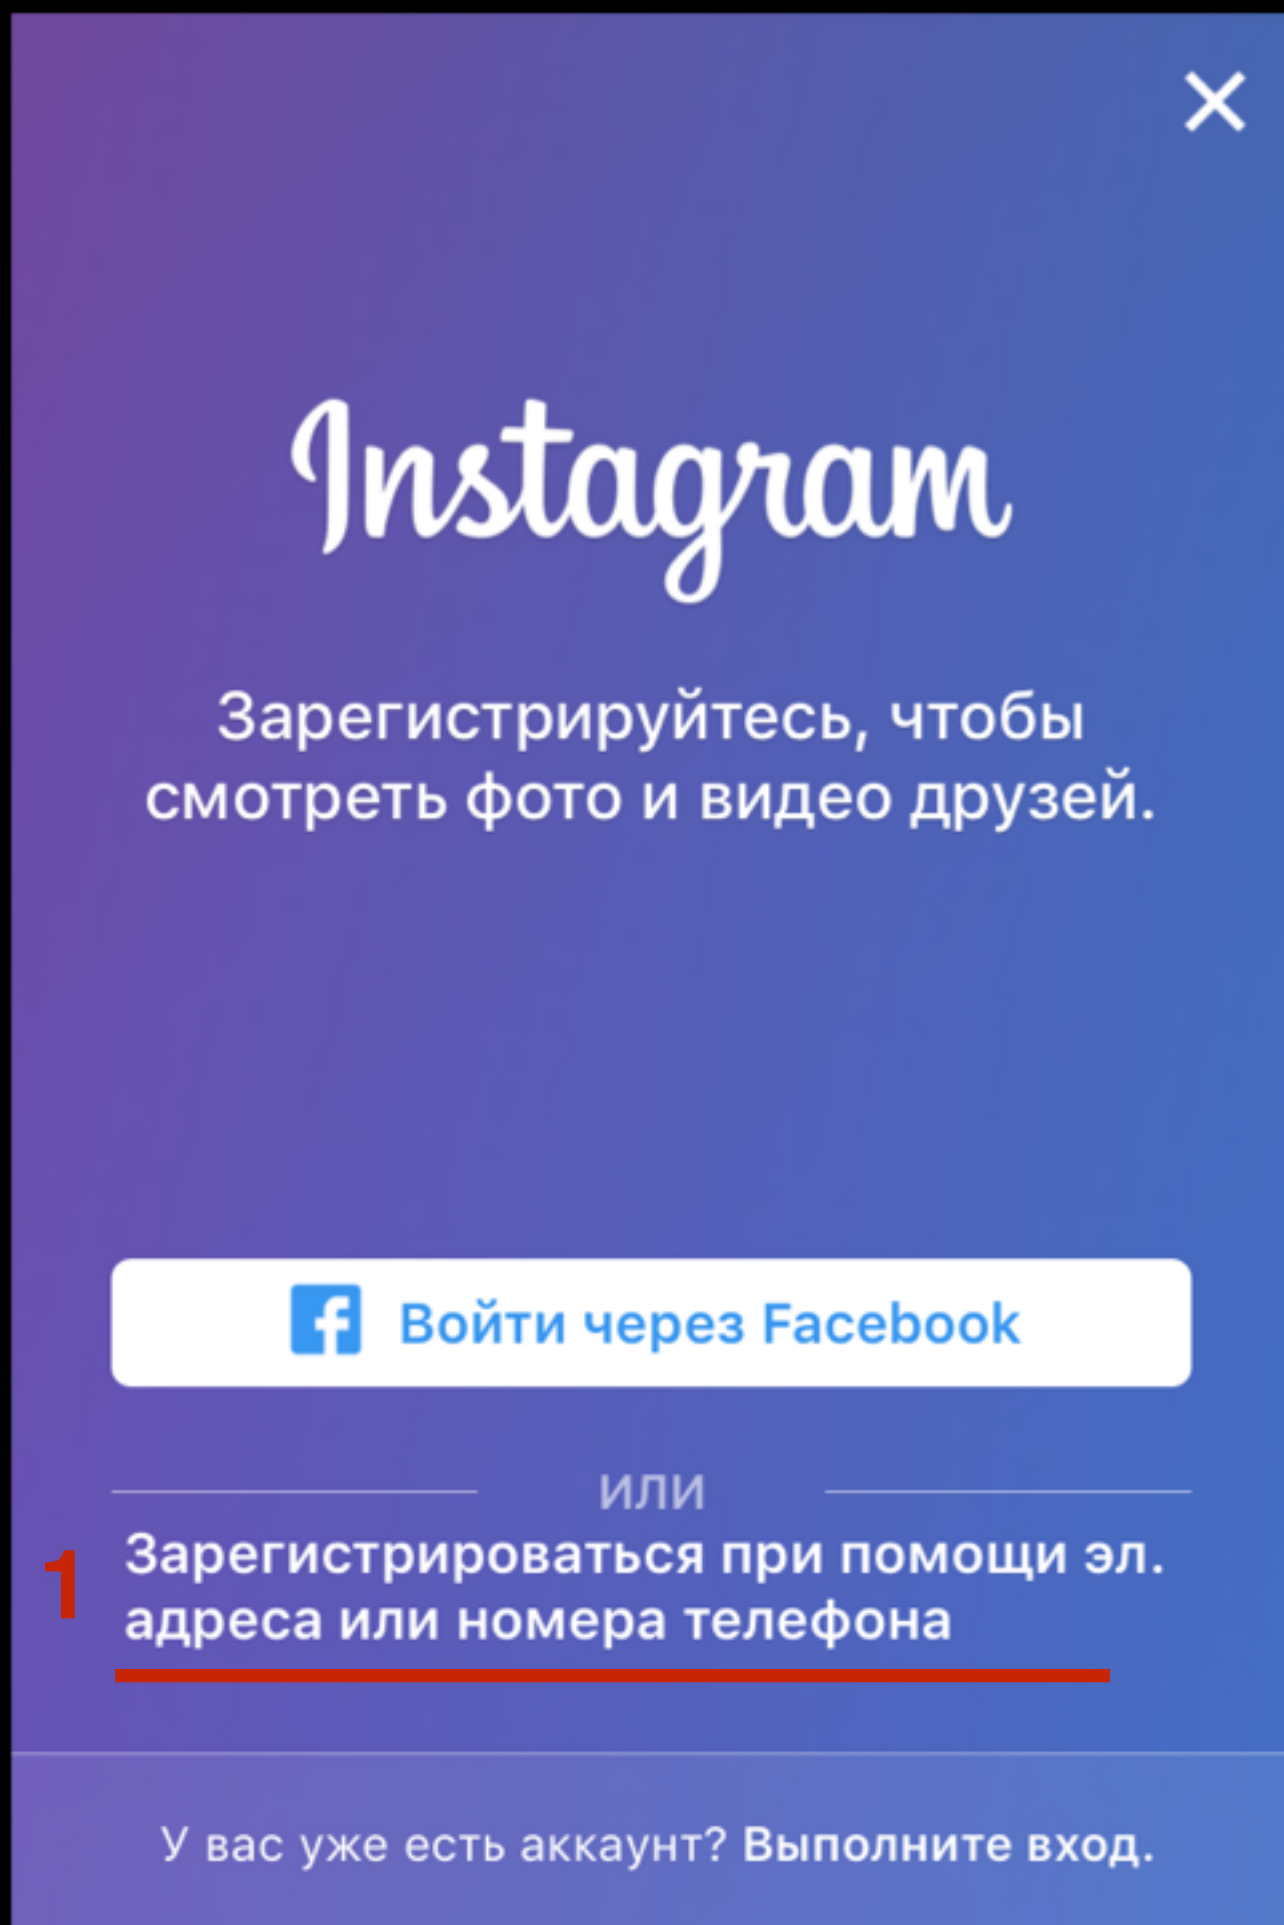 Instagram
Зарегистрируйтесь, чтобы
смотреть фото и видео друзей.
Войти через Facebook
ИЛИ
1 Зарегистрироваться при помощи эл.
адреса или номера телефона
У вас уже есть аккаунт? Выполните вход.